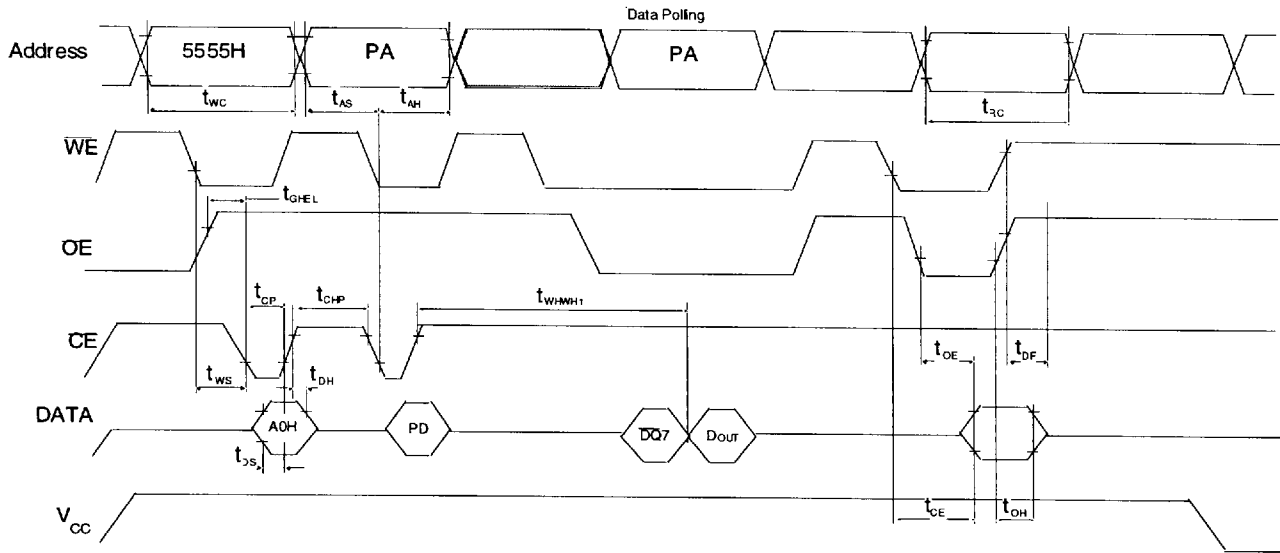 Data Polling
Address 5555H PA PA
tWC tAS tAH tRC
WE
tGHEL
OE
tCP tCHP tWHWH1
CE
tWS tDH tOE tDF
DATA A0H PD DQ7 DOUT
tDS
VCC tCE tOH